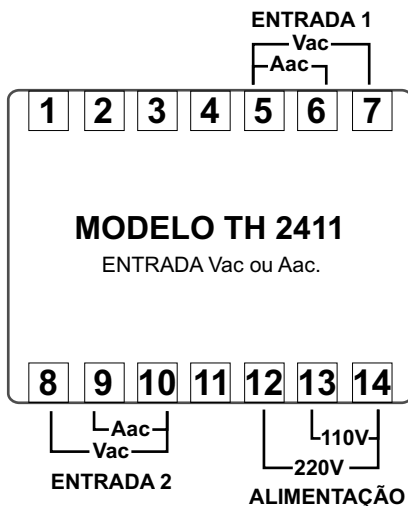 ENTRADA 1
Vac
Aac
1 2 3 4 5 6 7
MODELO TH 2411
ENTRADA Vac ou Aac.
8 9 10 11 12 13 14
Aac
110V
Vac
220V
ENTRADA 2
ALIMENTAÇÃO